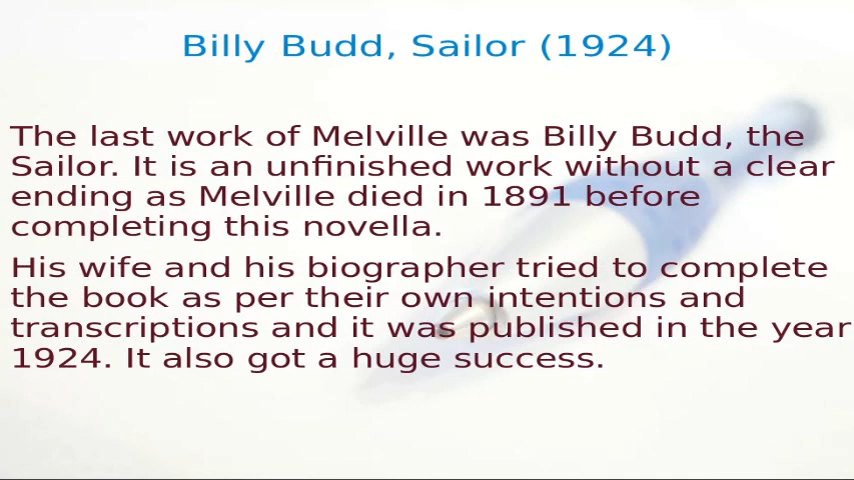 Billy Budd, Sailor (1924)
The last work of Melville was Billy Budd, the
Sailor. It is an unfinished work without a clear
ending as Melville died in 1891 before
completing this novella.
His wife and his biographer tried to complete
the book as per their own intentions and
transcriptions and it was published in the year
1924. It also got a huge success.